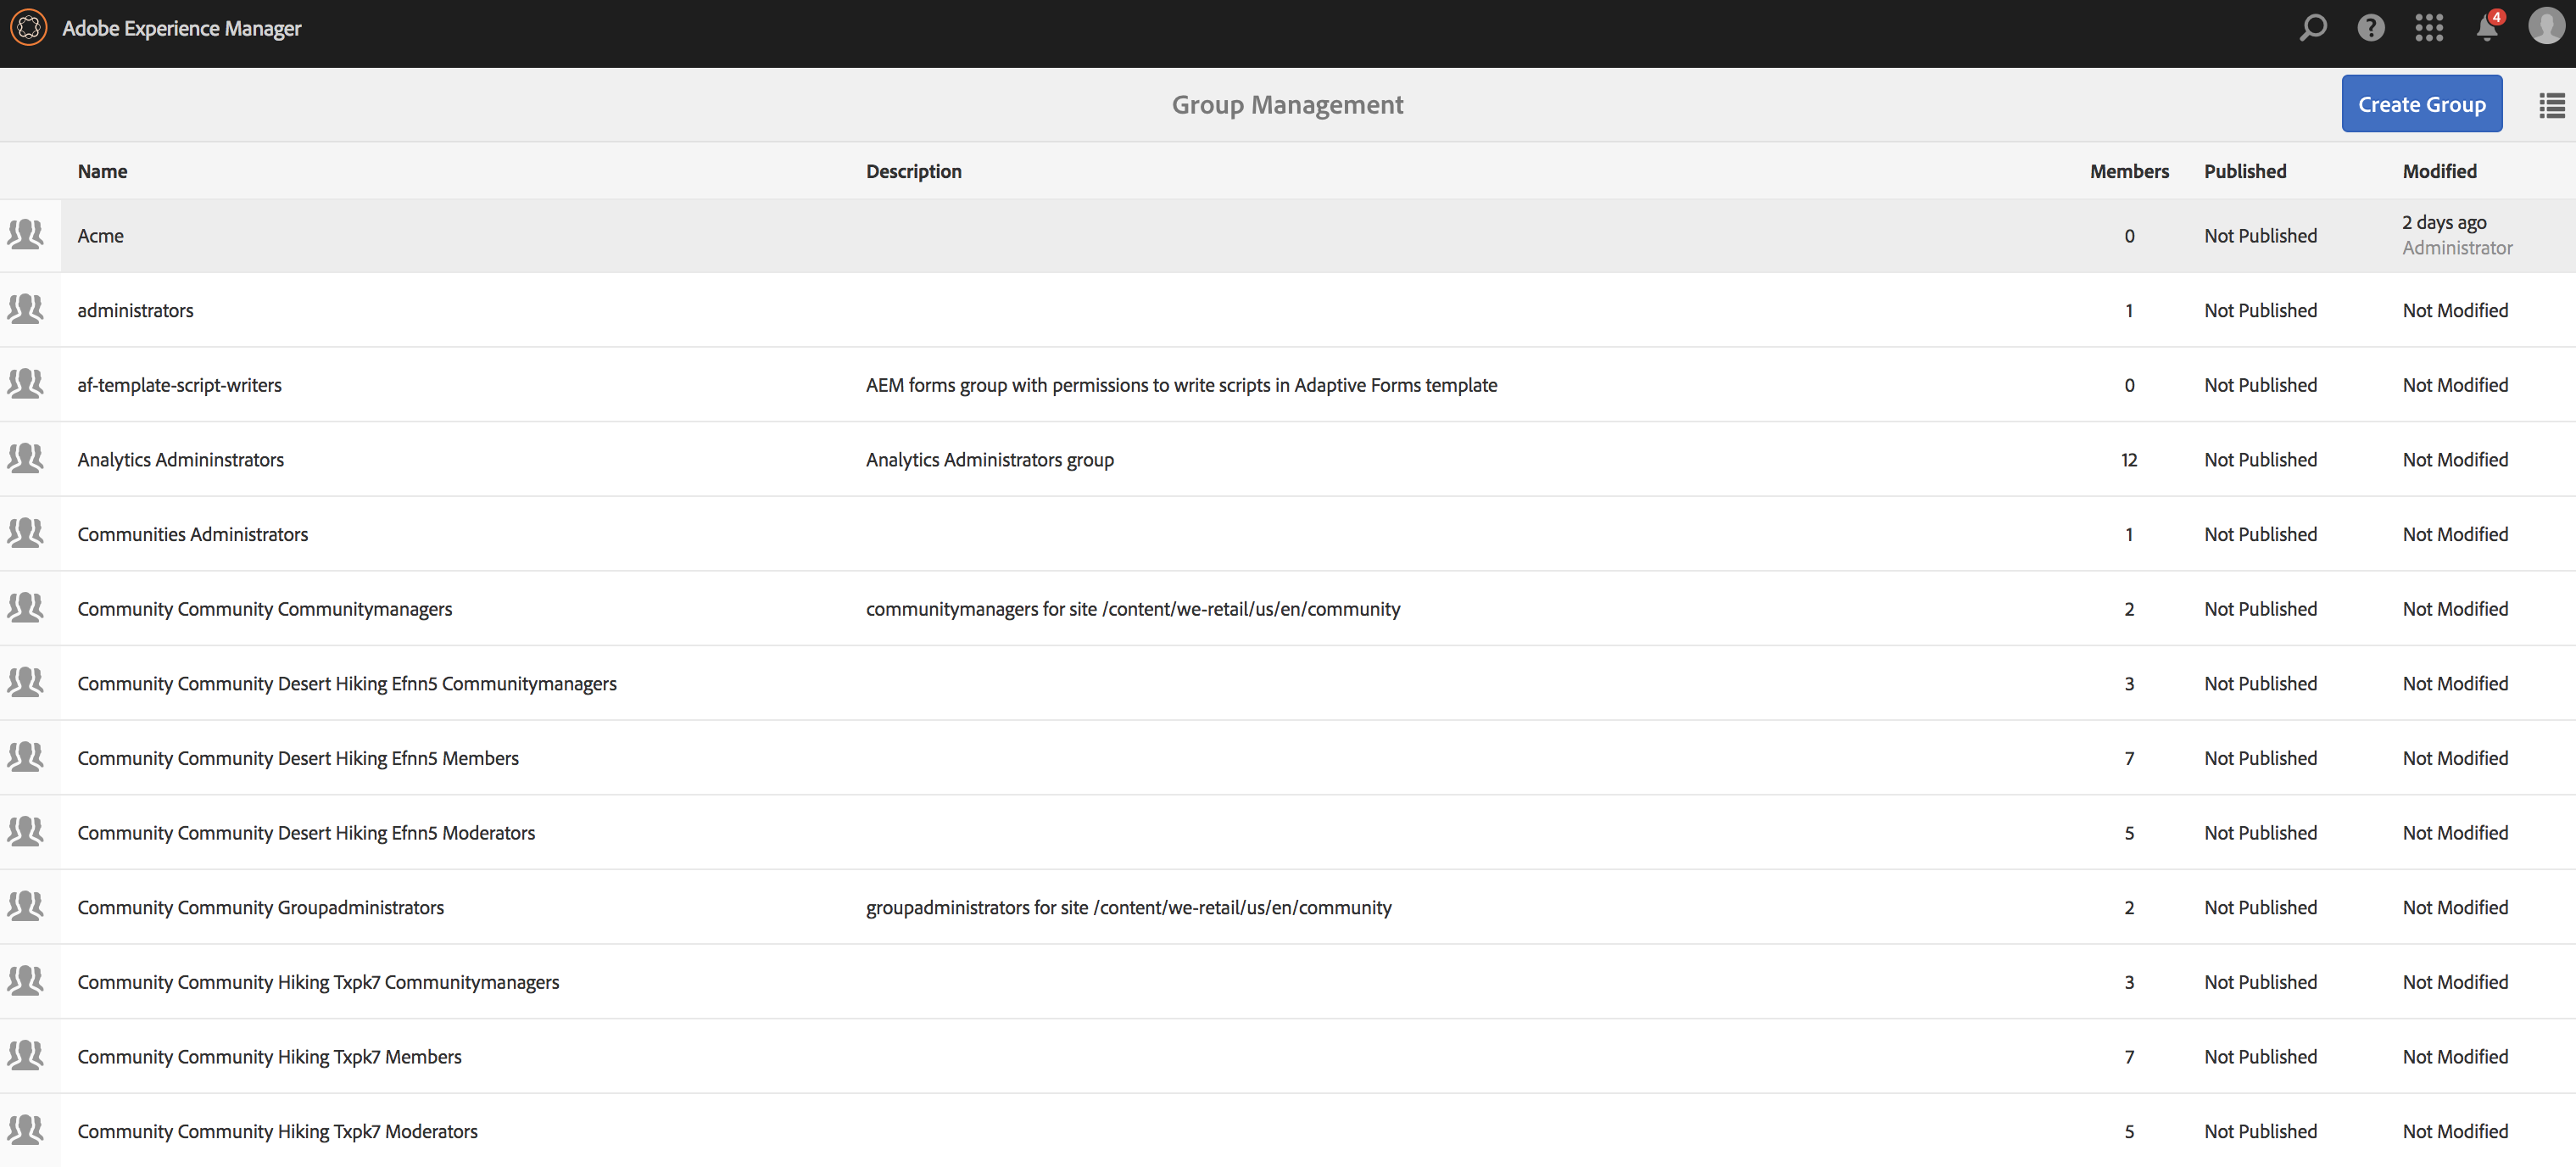 Adobe Experience Manager
4
Group Management
Create Group
Name Description Members Published Modified
Acme 0 Not Published 2 days ago
Administrator
administrators 1 Not Published Not Modified
af-template-script-writers AEM forms group with permissions to write scripts in Adaptive Forms template 0 Not Published Not Modified
Analytics Admininstrators Analytics Administrators group 12 Not Published Not Modified
Communities Administrators 1 Not Published Not Modified
Community Community Communitymanagers communitymanagers for site /content/we-retail/us/en/community 2 Not Published Not Modified
Community Community Desert Hiking Efnn5 Communitymanagers 3 Not Published Not Modified
Community Community Desert Hiking Efnn5 Members 7 Not Published Not Modified
Community Community Desert Hiking Efnn5 Moderators 5 Not Published Not Modified
Community Community Groupadministrators groupadministrators for site /content/we-retail/us/en/community 2 Not Published Not Modified
Community Community Hiking Txpk7 Communitymanagers 3 Not Published Not Modified
Community Community Hiking Txpk7 Members 7 Not Published Not Modified
Community Community Hiking Txpk7 Moderators 5 Not Published Not Modified